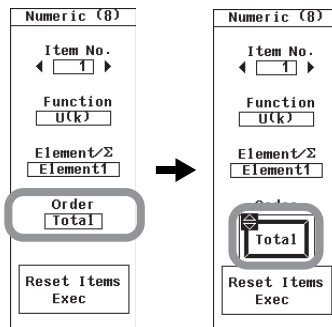 Numeric (8)
Item No.
1
Function
U(k)
Element/Σ
Element1
Order
Total
Reset Items
Exec
Numeric (8)
Item No.
1
Function
U(k)
Element/Σ
Element1
Order
Total
Reset Items
Exec